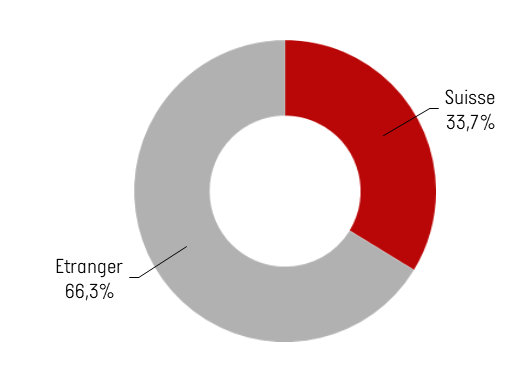 Suisse
33,7%
Etranger
66,3%